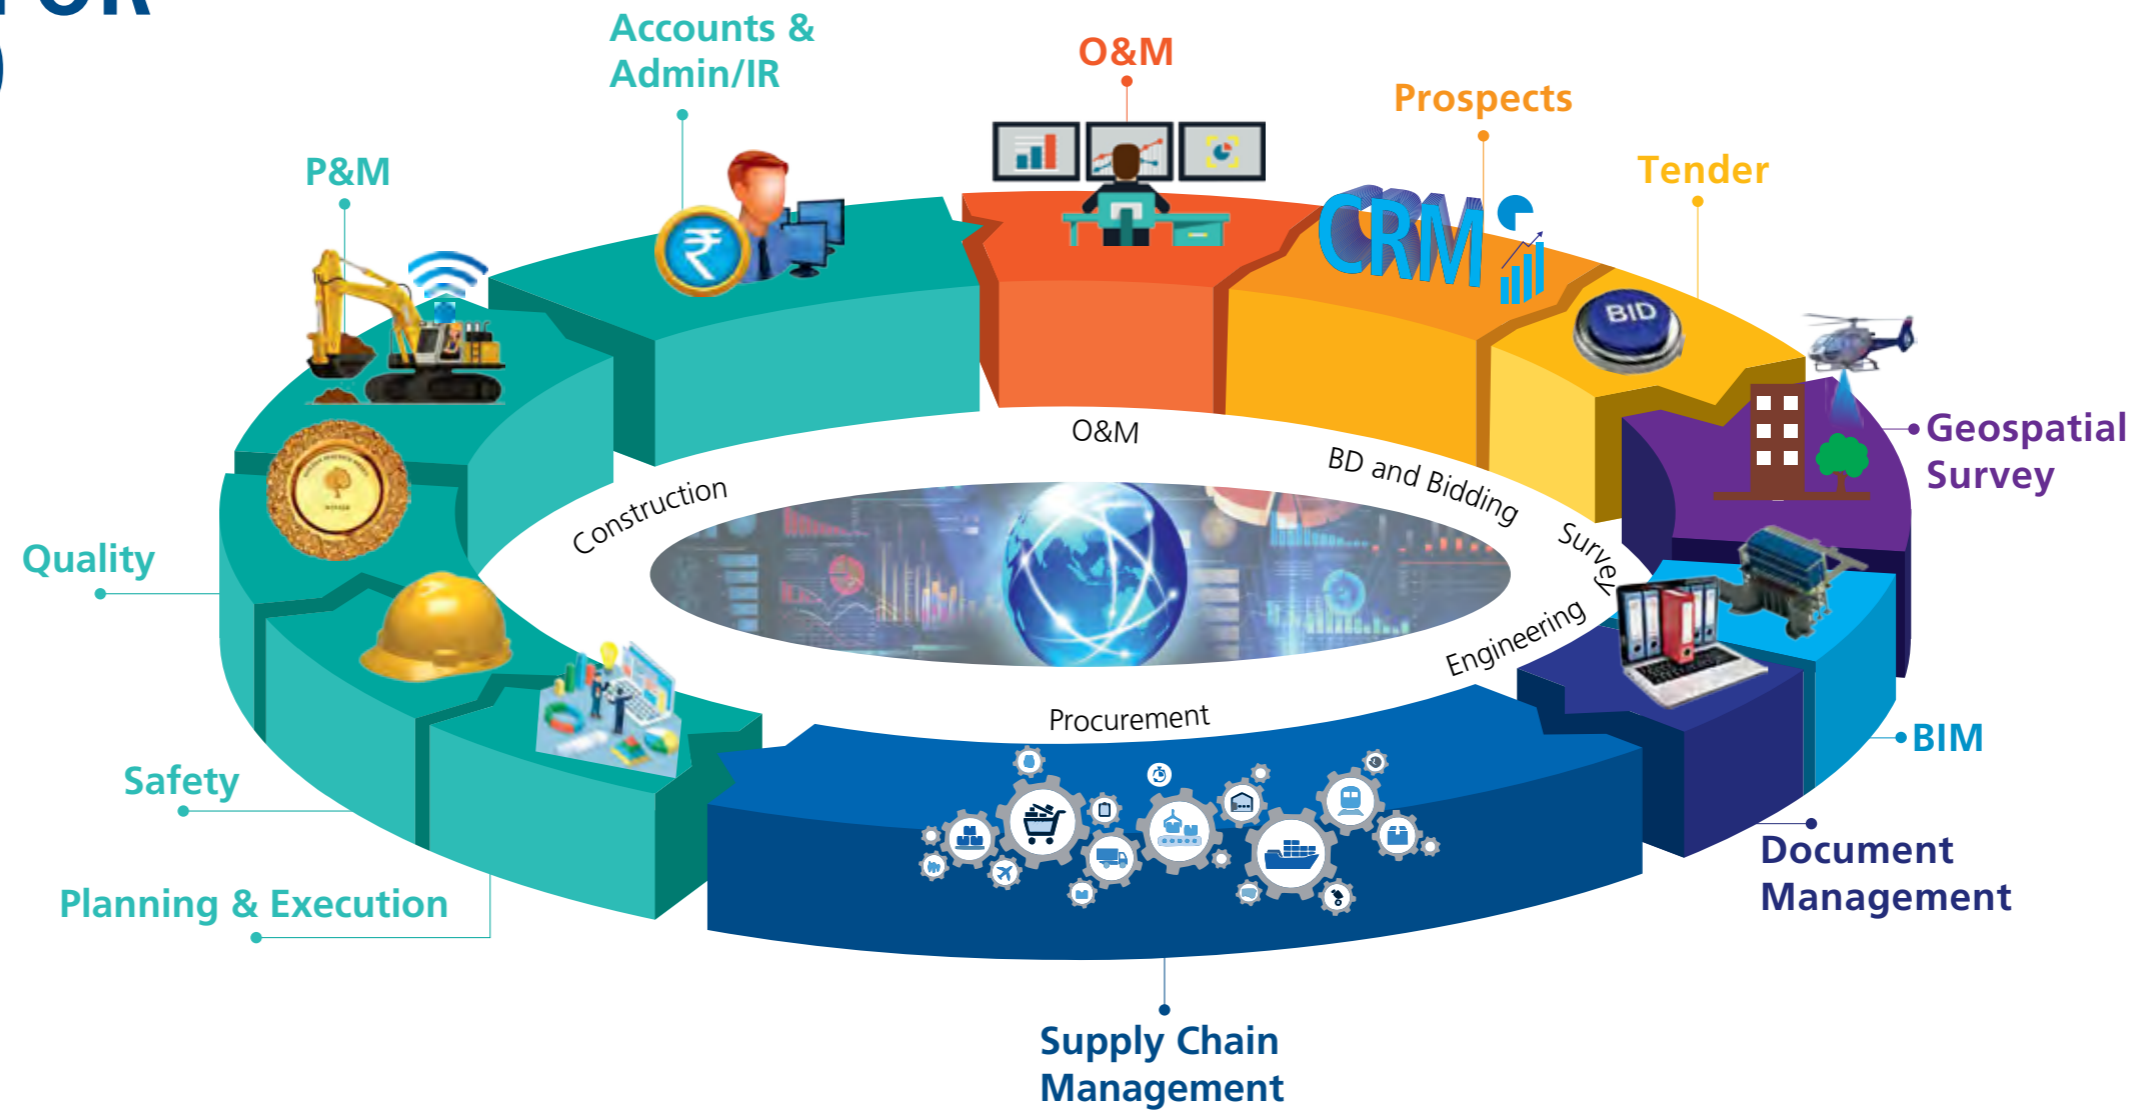 Accounts &
Admin/IR
O&M
Prospects
Tender
P&M
CRM
BID
Geospatial
Survey
Quality
Construction
O&M
BD and Bidding
Survey
Engineering
Procurement
BIM
Safety
Document
Management
Planning & Execution
Supply Chain
Management